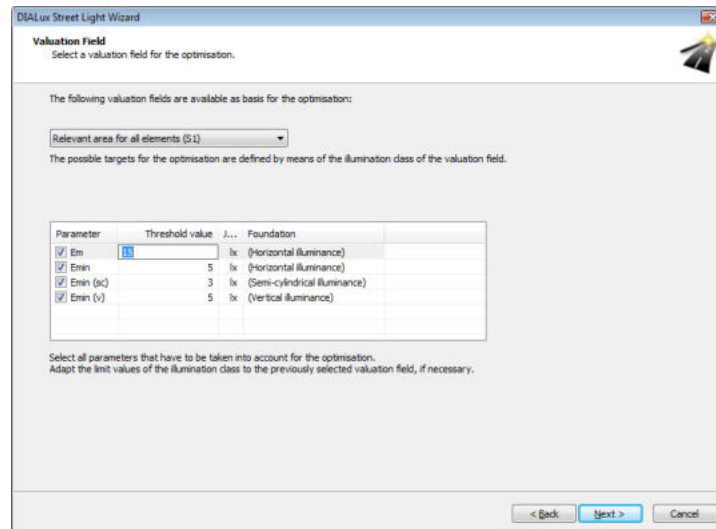 DIALux Street Light Wizard
Valuation Field
Select a valuation field for the optimisation.
The following valuation fields are available as basis for the optimisation:
Relevant area for all elements (S1)
The possible targets for the optimisation are defined by means of the illumination class of the valuation field.
Parameter Threshold value J... Foundation
Em 15 lx (Horizontal illuminance)
Emin 5 lx (Horizontal illuminance)
Emin (sc) 3 lx (Semi-cylindrical illuminance)
Emin (v) 5 lx (Vertical illuminance)
Select all parameters that have to be taken into account for the optimisation.
Adapt the limit values of the illumination class to the previously selected valuation field, if necessary.
< Back Next > Cancel